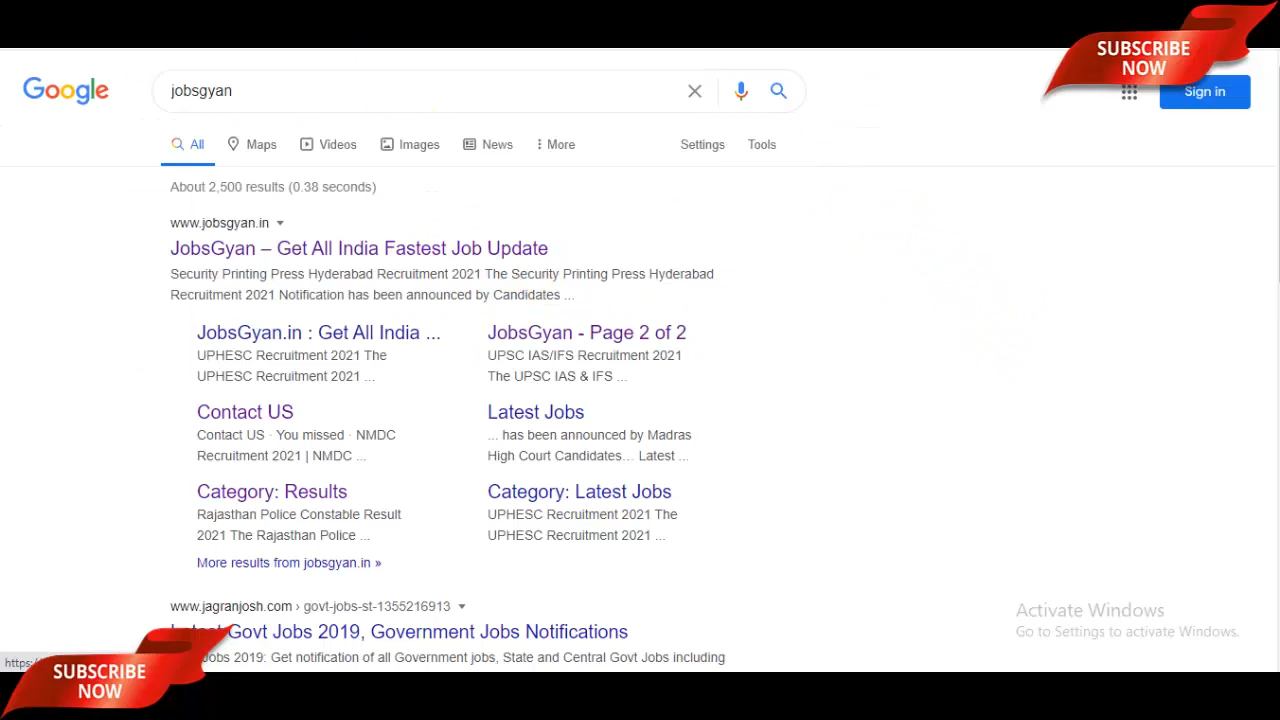 SUBSCRIBE
NOW
Google
jobsgyan
Sign in
All Maps Videos Images News More Settings Tools
About 2,500 results (0.38 seconds)
www.jobsgyan.in
JobsGyan – Get All India Fastest Job Update
Security Printing Press Hyderabad Recruitment 2021 The Security Printing Press Hyderabad
Recruitment 2021 Notification has been announced by Candidates ...
JobsGyan.in : Get All India ...
UPHESC Recruitment 2021 The
UPHESC Recruitment 2021 ...
JobsGyan - Page 2 of 2
UPSC IAS/IFS Recruitment 2021
The UPSC IAS & IFS ...
Contact US
Contact US · You missed · NMDC
Recruitment 2021 | NMDC ...
Latest Jobs
... has been announced by Madras
High Court Candidates... Latest ...
Category: Results
Rajasthan Police Constable Result
2021 The Rajasthan Police ...
Category: Latest Jobs
UPHESC Recruitment 2021 The
UPHESC Recruitment 2021 ...
More results from jobsgyan.in »
www.jagranjosh.com › govt-jobs-st-1355216913
Govt Jobs 2019, Government Jobs Notifications
2019: Get notification of all Government jobs, State and Central Govt Jobs including
Activate Windows
Go to Settings to activate Windows.
SUBSCRIBE
NOW